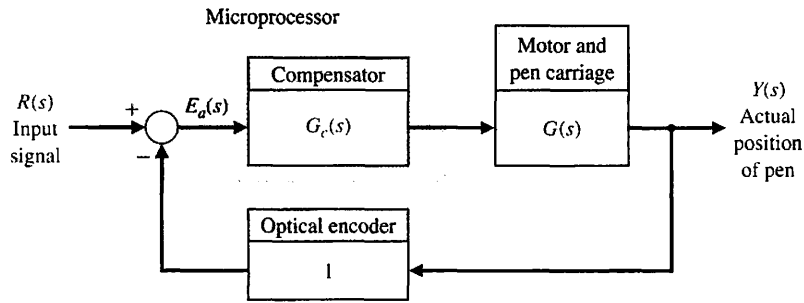 Microprocessor
Motor and
pen carriage
Compensator
R(s)
Input
signal
+
−
E_a(s)
G_c(s)
G(s)
Y(s)
Actual
position
of pen
Optical encoder
1